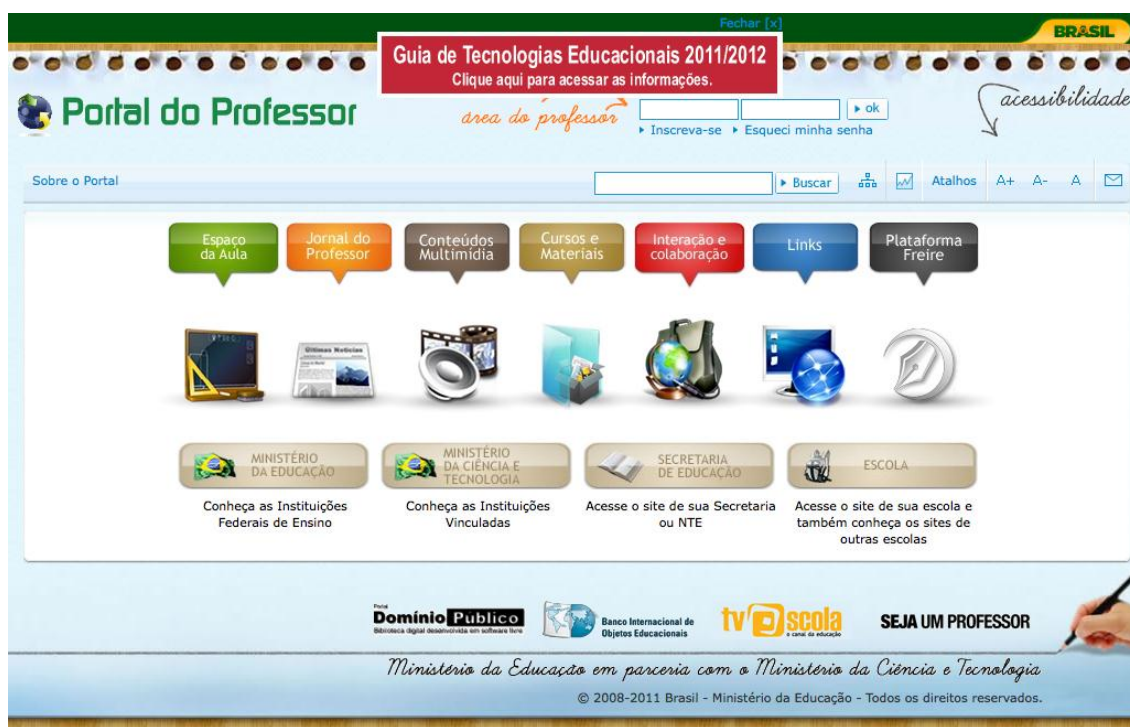 Fechar [x]
BRASIL
Guia de Tecnologias Educacionais 2011/2012
Clique aqui para acessar as informações.
Portal do Professor
área do professor
ok
Inscreva-se Esqueci minha senha
acessibilidade
Sobre o Portal
Buscar
Atalhos A+ A- A
Espaço
da Aula
Jornal do
Professor
Conteúdos
Multimídia
Cursos e
Materiais
Interação e
colaboração
Links
Plataforma
Freire
Últimas Notícias
MINISTÉRIO
DA EDUCAÇÃO
Conheça as Instituições
Federais de Ensino
MINISTÉRIO
DA CIÊNCIA E
TECNOLOGIA
Conheça as Instituições
Vinculadas
SECRETARIA
DE EDUCAÇÃO
Acesse o site de sua Secretaria
ou NTE
ESCOLA
Acesse o site de sua escola e
também conheça os sites de
outras escolas
Portal
Domínio Público
Biblioteca digital desenvolvida em software livre
Banco Internacional de
Objetos Educacionais
tv escola
o canal da educação
SEJA UM PROFESSOR
Ministério da Educação em parceria com o Ministério da Ciência e Tecnologia
© 2008-2011 Brasil - Ministério da Educação - Todos os direitos reservados.